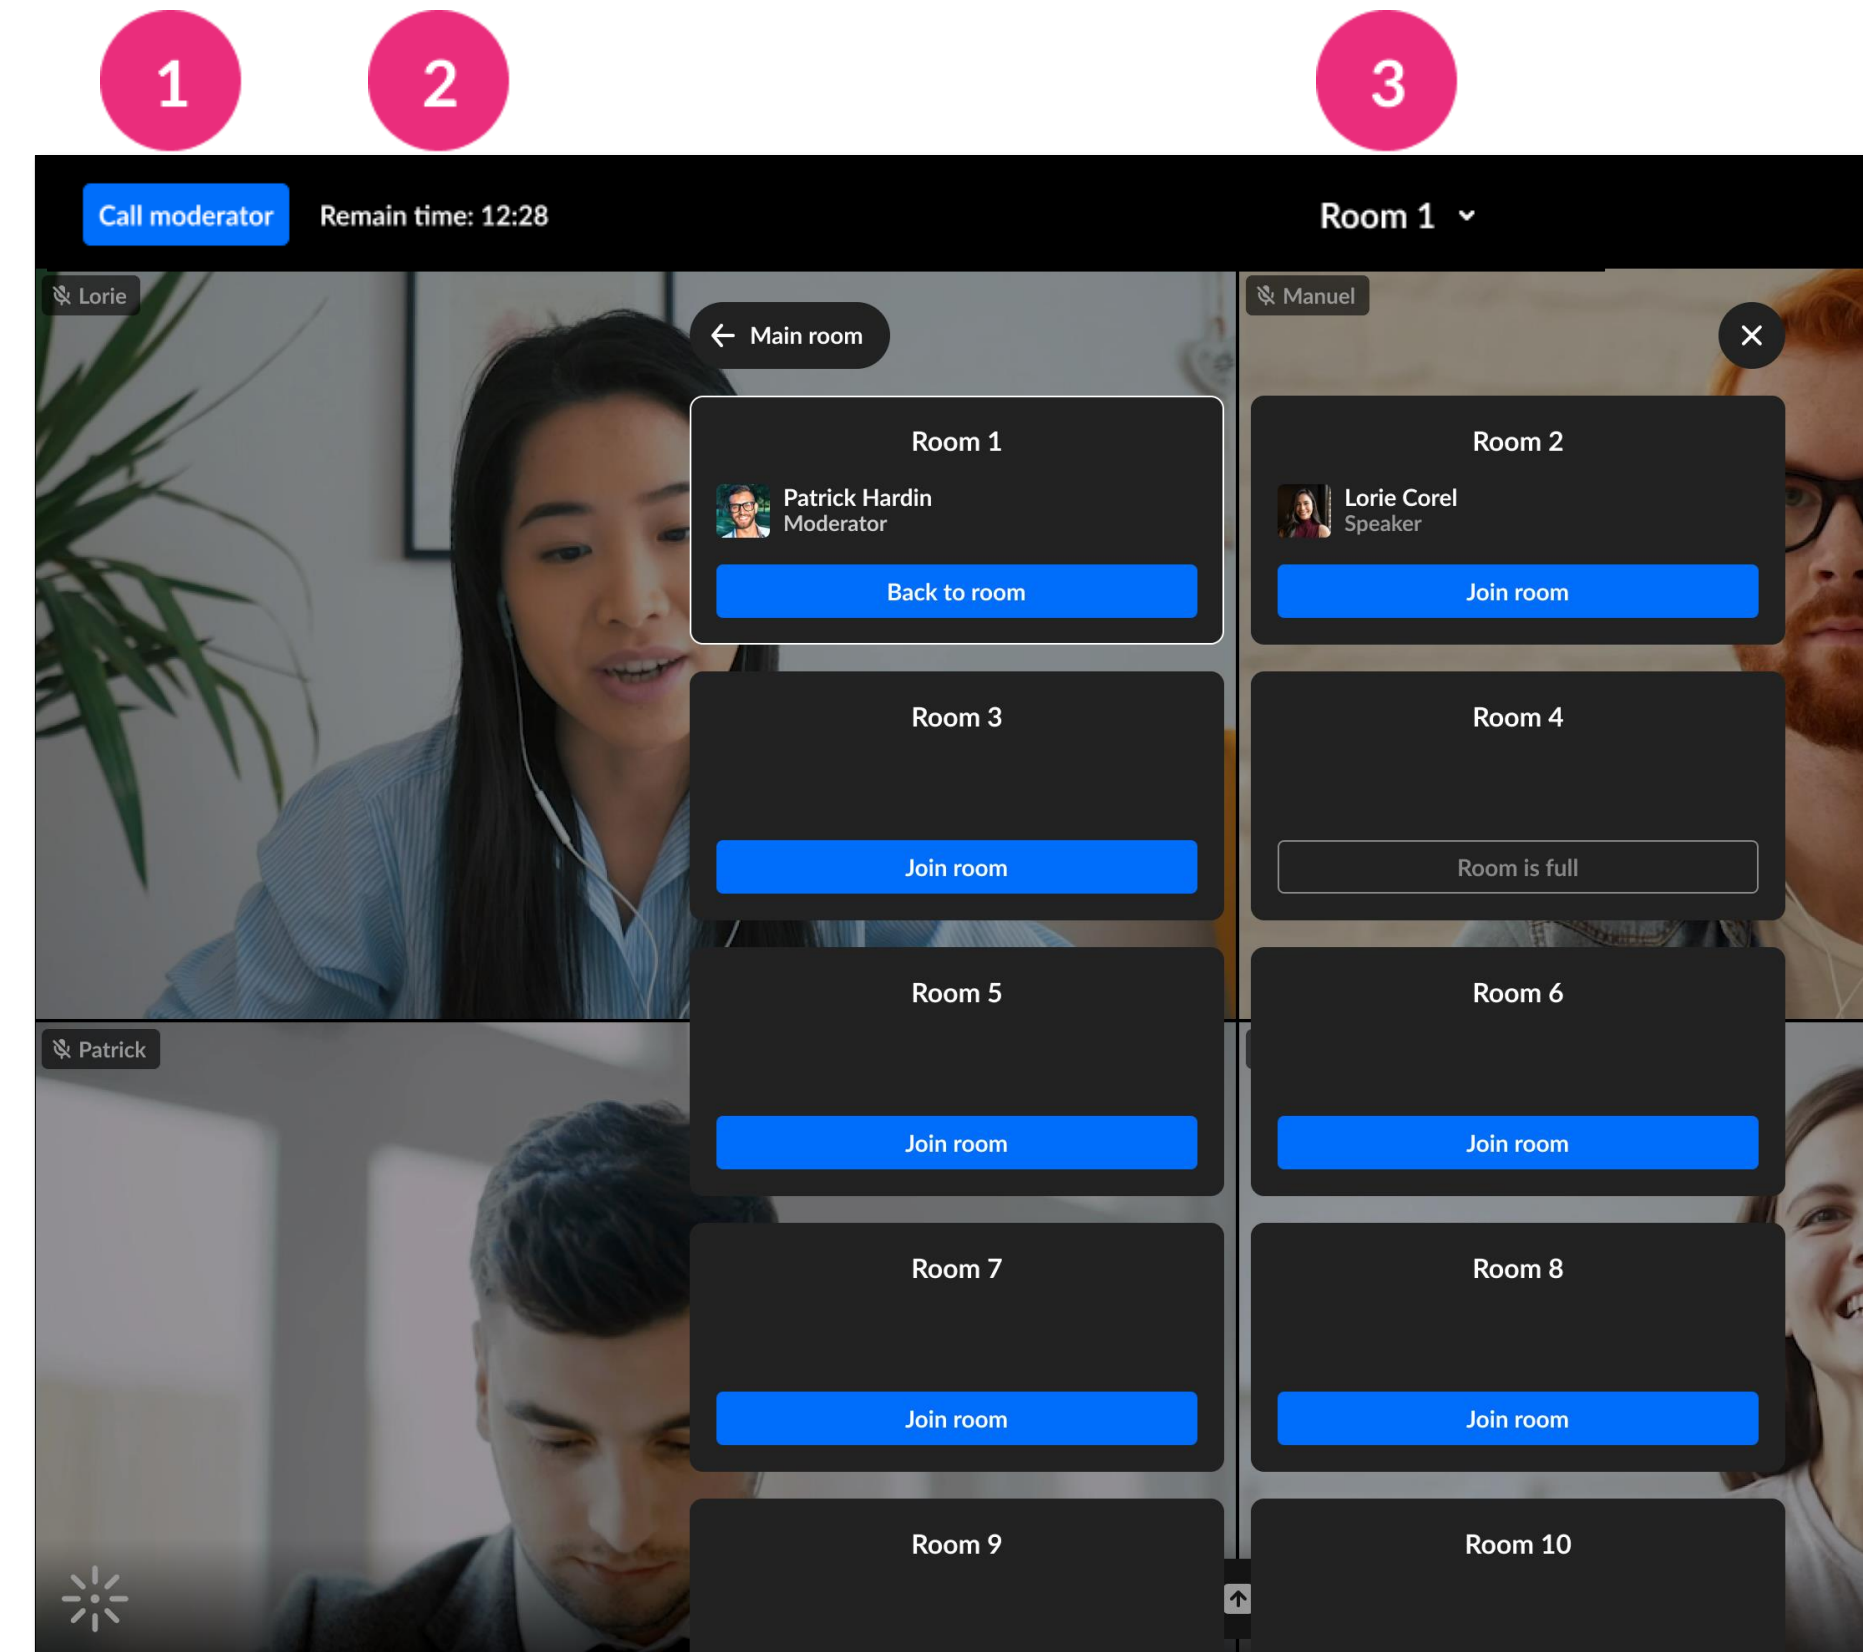 1
2
3
Call moderator
Remain time: 12:28
Room 1
Lorie
Manuel
Main room
Room 1
Patrick Hardin
Moderator
Back to room
Room 2
Lorie Corel
Speaker
Join room
Room 3
Join room
Room 4
Room is full
Room 5
Join room
Room 6
Join room
Patrick
Room 7
Join room
Room 8
Join room
Room 9
Room 10